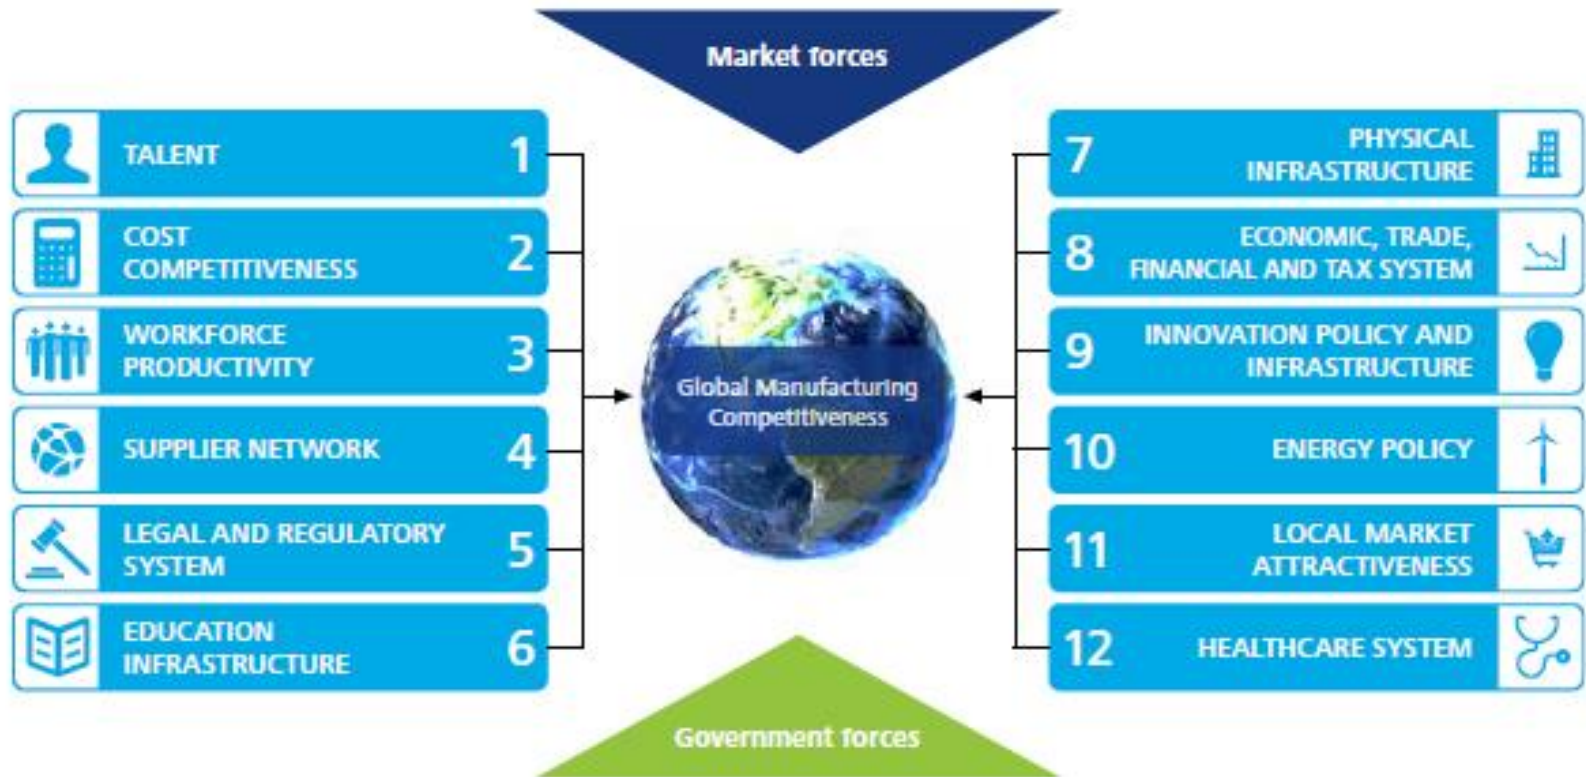 Market forces
TALENT 1
COST
COMPETITIVENESS 2
WORKFORCE
PRODUCTIVITY 3
SUPPLIER NETWORK 4
LEGAL AND REGULATORY
SYSTEM 5
EDUCATION
INFRASTRUCTURE 6
Global Manufacturing
Competitiveness
7 PHYSICAL
INFRASTRUCTURE
8 ECONOMIC, TRADE,
FINANCIAL AND TAX SYSTEM
9 INNOVATION POLICY AND
INFRASTRUCTURE
10 ENERGY POLICY
11 LOCAL MARKET
ATTRACTIVENESS
12 HEALTHCARE SYSTEM
Government forces